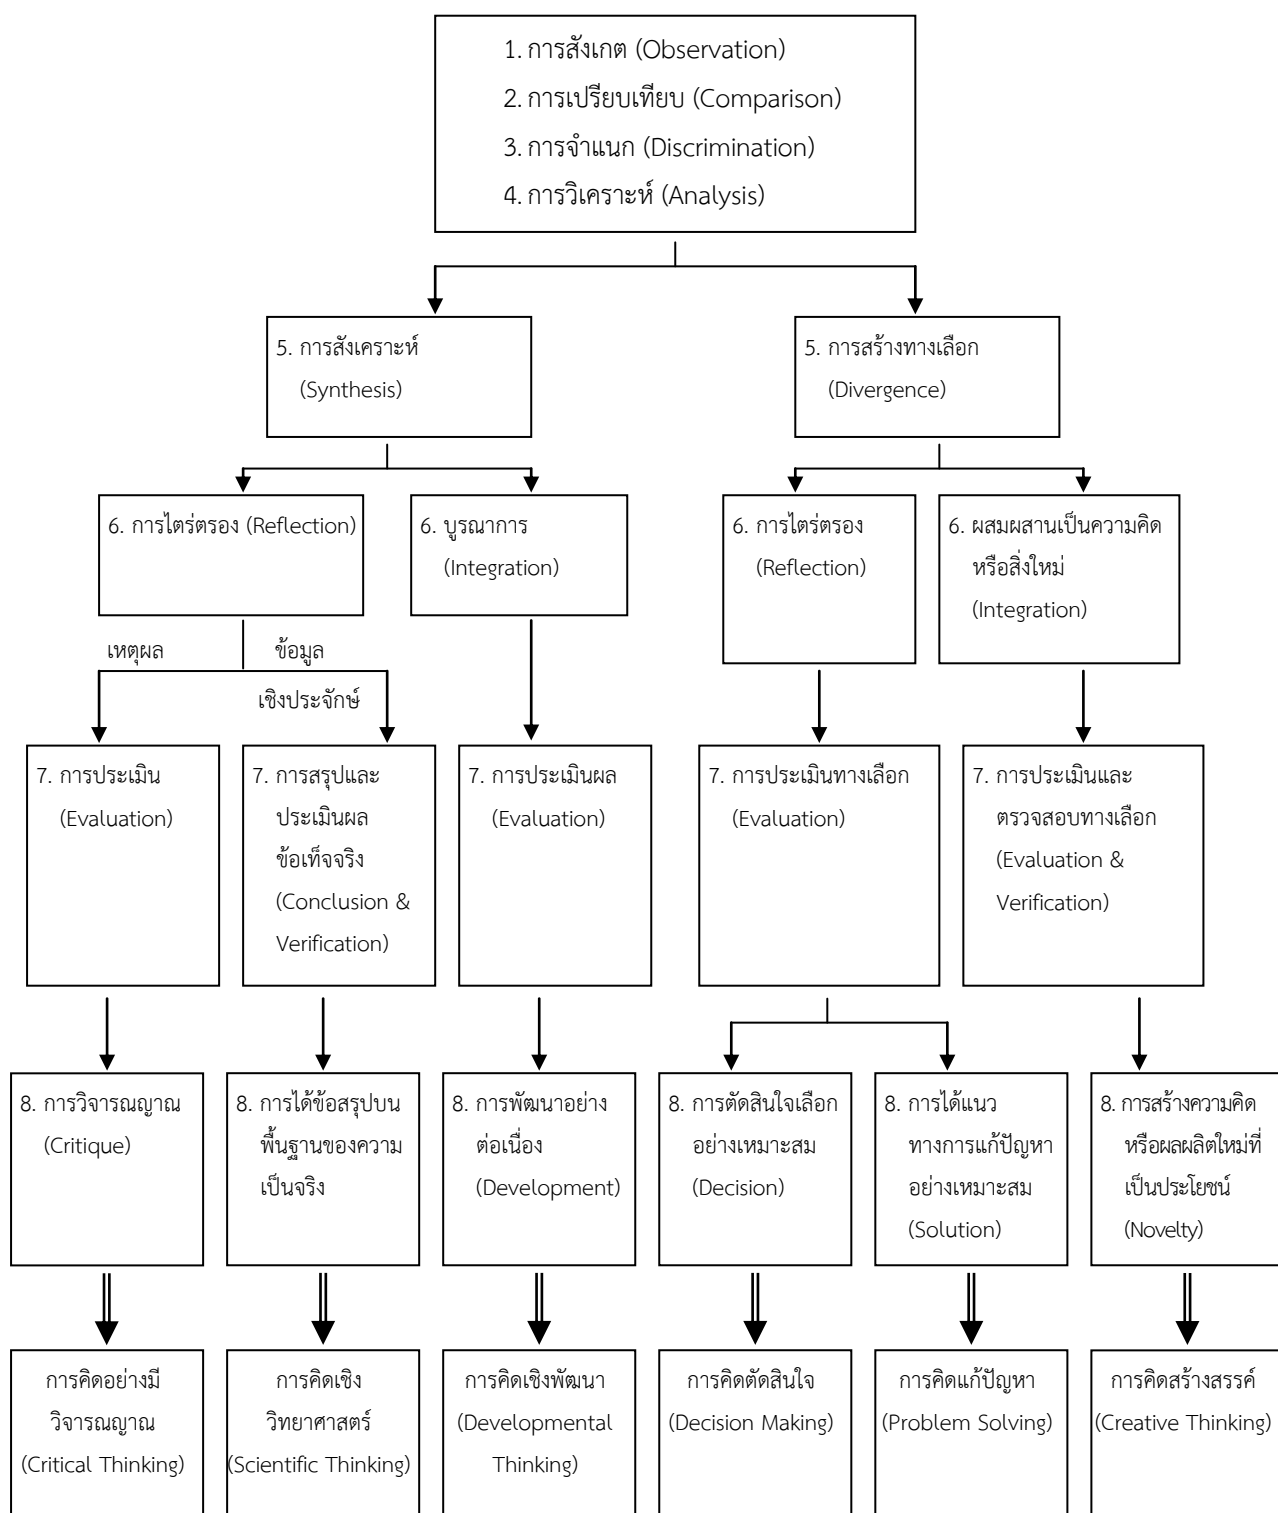 1. การสังเกต (Observation)
2. การเปรียบเทียบ (Comparison)
3. การจำแนก (Discrimination)
4. การวิเคราะห์ (Analysis)
5. การสังเคราะห์
(Synthesis)
5. การสร้างทางเลือก
(Divergence)
6. การไตร่ตรอง (Reflection)
6. บูรณาการ
(Integration)
6. การไตร่ตรอง
(Reflection)
6. ผสมผสานเป็นความคิด
หรือสิ่งใหม่
(Integration)
เหตุผล
ข้อมูล
เชิงประจักษ์
7. การประเมิน
(Evaluation)
7. การสรุปและ
ประเมินผล
ข้อเท็จจริง
(Conclusion &
Verification)
7. การประเมินผล
(Evaluation)
7. การประเมินทางเลือก
(Evaluation)
7. การประเมินและ
ตรวจสอบทางเลือก
(Evaluation &
Verification)
8. การวิจารณญาณ
(Critique)
8. การได้ข้อสรุปบน
พื้นฐานของความ
เป็นจริง
8. การพัฒนาอย่าง
ต่อเนื่อง
(Development)
8. การตัดสินใจเลือก
อย่างเหมาะสม
(Decision)
8. การได้แนว
ทางการแก้ปัญหา
อย่างเหมาะสม
(Solution)
8. การสร้างความคิด
หรือผลผลิตใหม่ที่
เป็นประโยชน์
(Novelty)
การคิดอย่างมี
วิจารณญาณ
(Critical Thinking)
การคิดเชิง
วิทยาศาสตร์
(Scientific Thinking)
การคิดเชิงพัฒนา
(Developmental
Thinking)
การคิดตัดสินใจ
(Decision Making)
การคิดแก้ปัญหา
(Problem Solving)
การคิดสร้างสรรค์
(Creative Thinking)